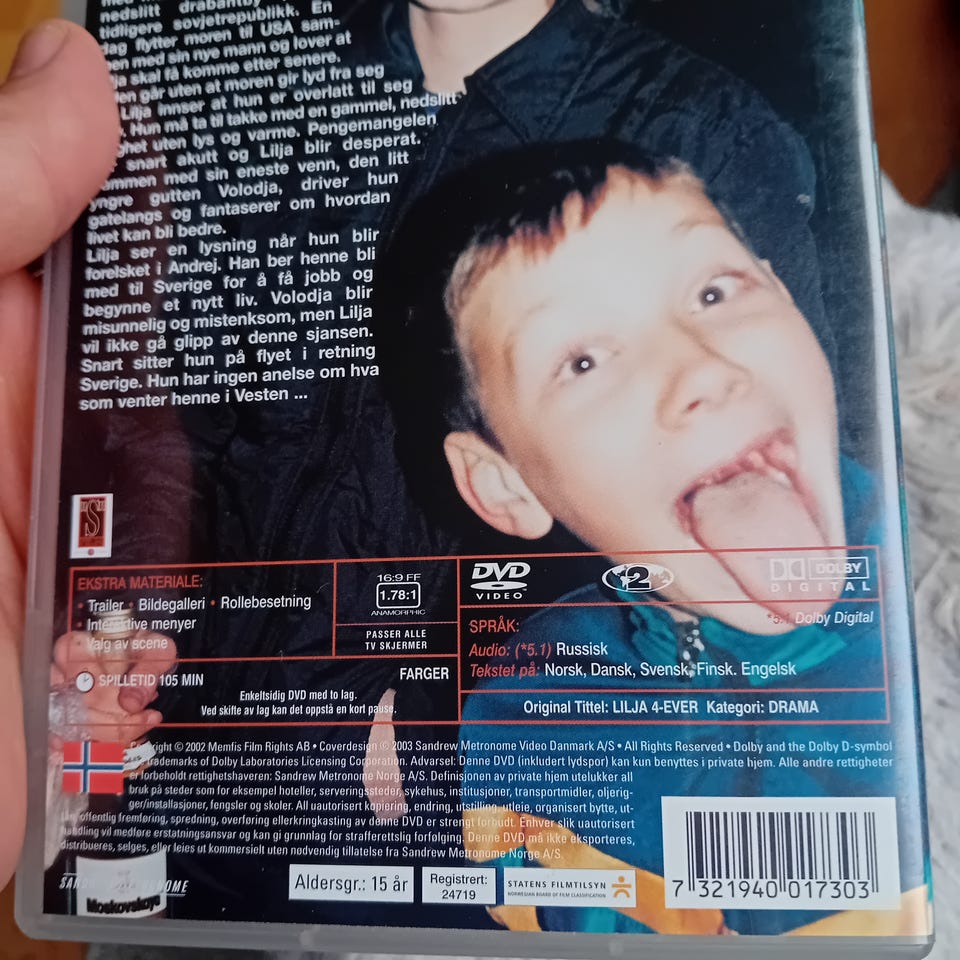 nedslitt drabantby
tidligere sovjetrepublikk. En
dag flytter moren til USA sam-
men med sin nye mann og lover at
skal få komme etter senere.
går uten at moren gir lyd fra seg
Lilja innser at hun er overlatt til seg
Hun må ta til takke med en gammel, nedslitt
uten lys og varme. Pengemangelen
snart akutt og Lilja blir desperat.
Sammen med sin eneste venn, den litt
yngre gutten Volodja, driver hun
gatelangs og fantaserer om hvordan
livet kan bli bedre.
Lilja ser en lysning når hun blir
forelsket i Andrej. Han ber henne bli
med til Sverige for å få jobb og
begynne et nytt liv. Volodja blir
misunnelig og mistenksom, men Lilja
vil ikke gå glipp av denne sjansen.
Snart sitter hun på flyet i retning
Sverige. Hun har ingen anelse om hva
som venter henne i Vesten ...
S
EKSTRA MATERIALE:
• Trailer • Bildegalleri • Rollebesetning
• Interaktive menyer
• Valg av scene
16:9 FF
1.78:1
ANAMORPHIC
PASSER ALLE
TV SKJERMER
SPILLETID 105 MIN
FARGER
Enkeltsidig DVD med to lag.
Ved skifte av lag kan det oppstå en kort pause.
DVD
VIDEO
2
DOLBY
DIGITAL
*5.1 Dolby Digital
SPRÅK:
Audio: (*5.1) Russisk
Tekstet på: Norsk, Dansk, Svensk, Finsk. Engelsk
Original Tittel: LILJA 4-EVER Kategori: DRAMA
Copyright © 2002 Memfis Film Rights AB • Coverdesign © 2003 Sandrew Metronome Video Danmark A/S • All Rights Reserved • Dolby and the Dolby D-symbol
are trademarks of Dolby Laboratories Licensing Corporation. Advarsel: Denne DVD (inkludert lydspor) kan kun benyttes i private hjem. Alle andre rettigheter
er forbeholdt rettighetshaveren: Sandrew Metronome Norge A/S. Definisjonen av private hjem utelukker all
bruk på steder som for eksempel hoteller, serveringssteder, sykehus, institusjoner, transportmidler, oljerig-
ger/installasjoner, fengsler og skoler. All uautorisert kopiering, endring, utstilling, utleie, organisert bytte, ut-
lån, offentlig fremføring, spredning, overføring ellerkringkasting av denne DVD er strengt forbudt. Enhver slik uautorisert
handling vil medføre erstatningsansvar og kan gi grunnlag for strafferettslig forfølging. Denne DVD må ikke eksporteres,
distribueres, selges, eller leies ut kommersielt uten nødvendig tillatelse fra Sandrew Metronome Norge A/S.
SANDREW METRONOME
Moskovskaya
Aldersgr.: 15 år
Registrert:
24719
STATENS FILMTILSYN
NORWEGIAN BOARD OF FILM CLASSIFICATION
7 321940 017303